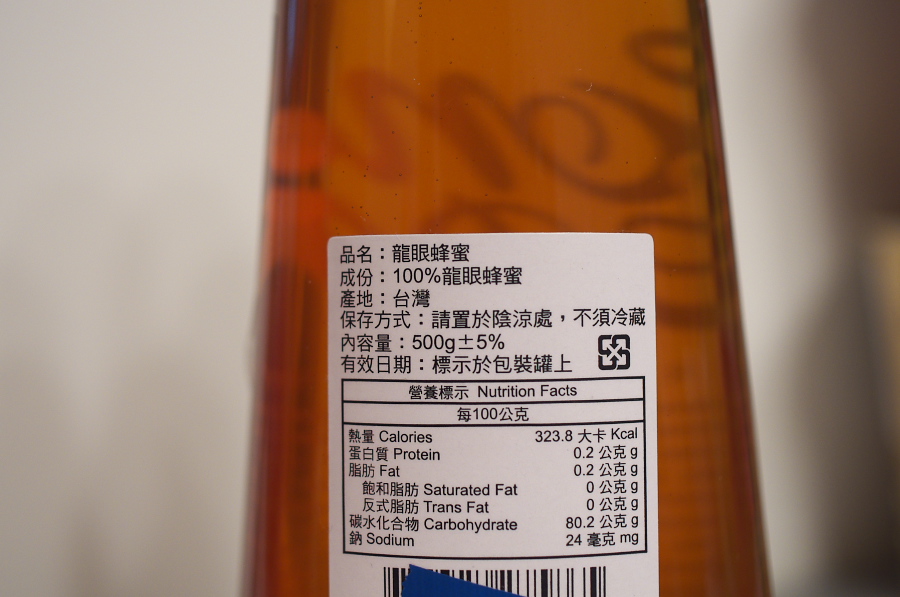 品名：龍眼蜂蜜
成份：100%龍眼蜂蜜
產地：台灣
保存方式：請置於陰涼處，不須冷藏
內容量：500g±5%
有效日期：標示於包裝罐上
營養標示 Nutrition Facts
每100公克
熱量 Calories 323.8 大卡 Kcal
蛋白質 Protein 0.2 公克 g
脂肪 Fat 0.2 公克 g
飽和脂肪 Saturated Fat 0 公克 g
反式脂肪 Trans Fat 0 公克 g
碳水化合物 Carbohydrate 80.2 公克 g
鈉 Sodium 24 毫克 mg